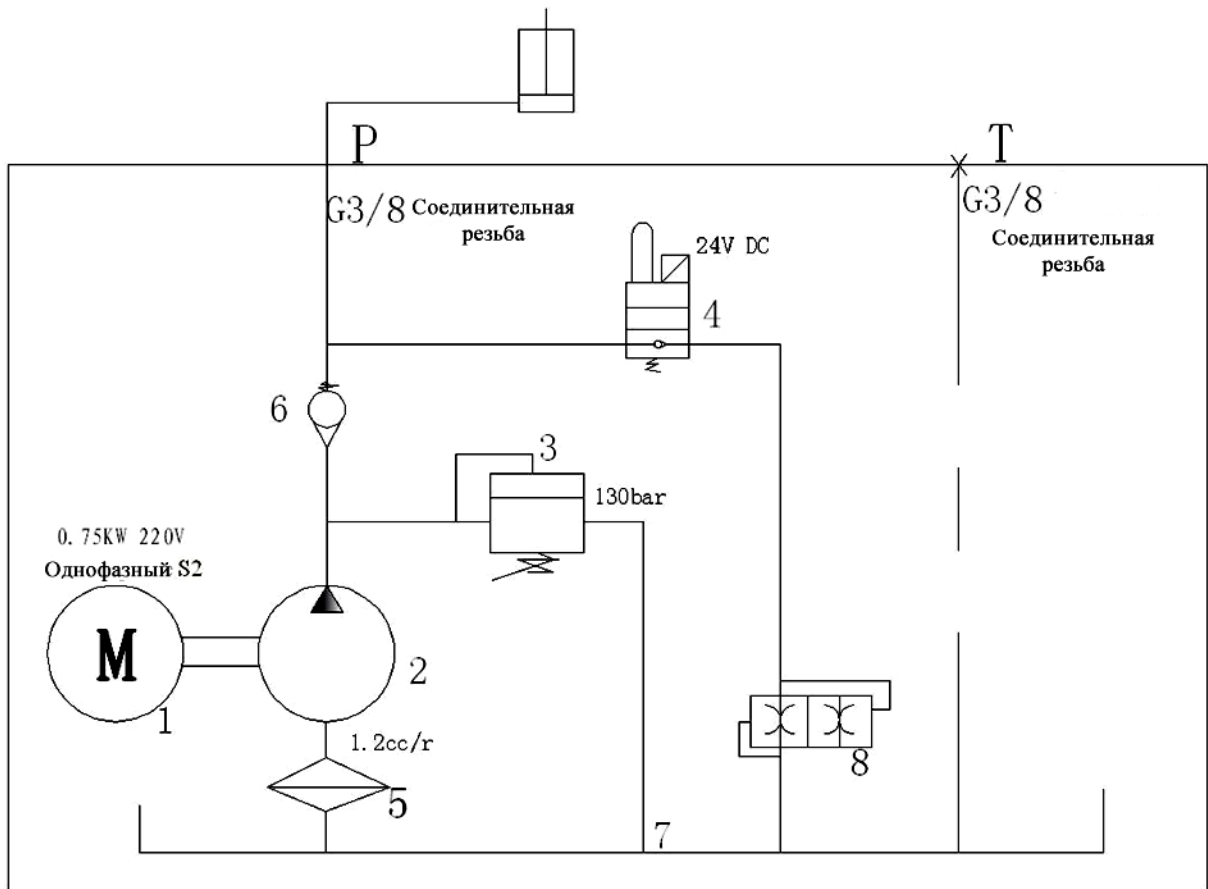 P
T
G3/8 Соединительная
резьба
G3/8
Соединительная
резьба
24V DC
4
6
3
130bar
0.75KW 220V
Однофазный S2
M
1
2
1.2cc/r
5
7
8